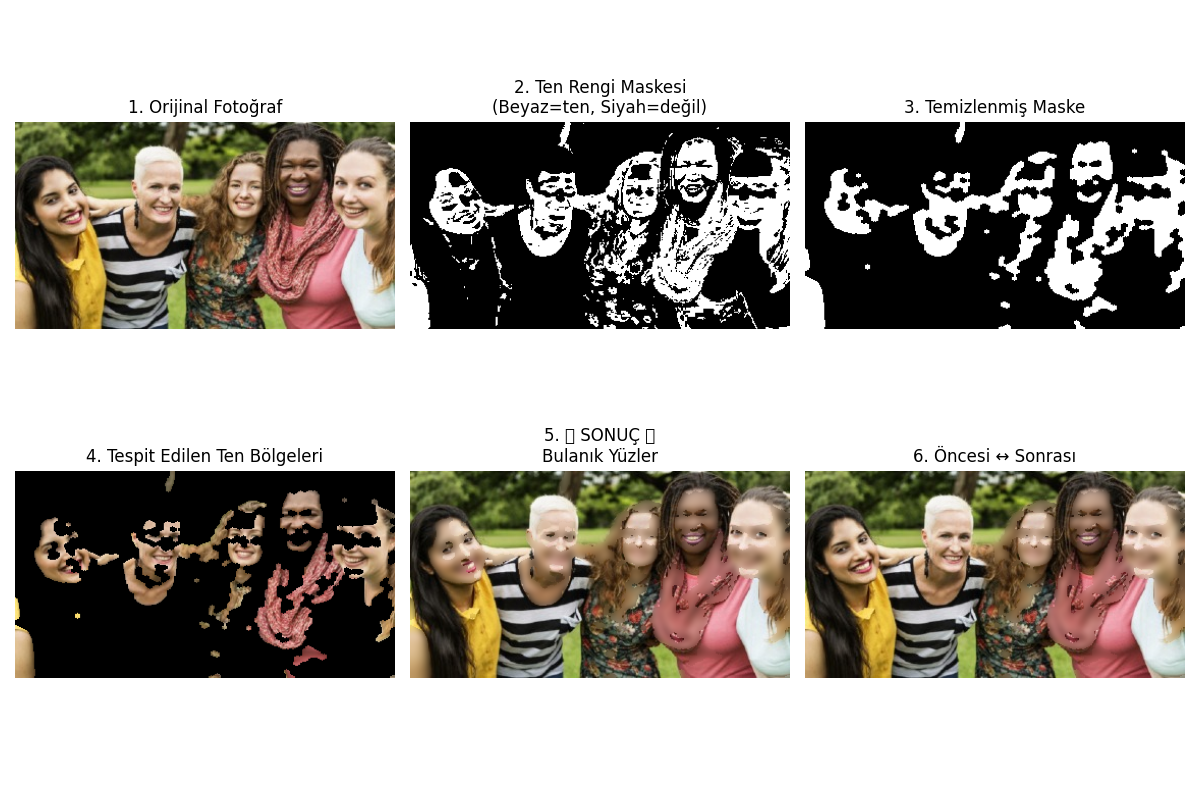 1. Orijinal Fotoğraf
2. Ten Rengi Maskesi
(Beyaz=ten, Siyah=değil)
3. Temizlenmiş Maske
4. Tespit Edilen Ten Bölgeleri
5. ▯ SONUÇ ▯
Bulanık Yüzler
6. Öncesi ↔ Sonrası